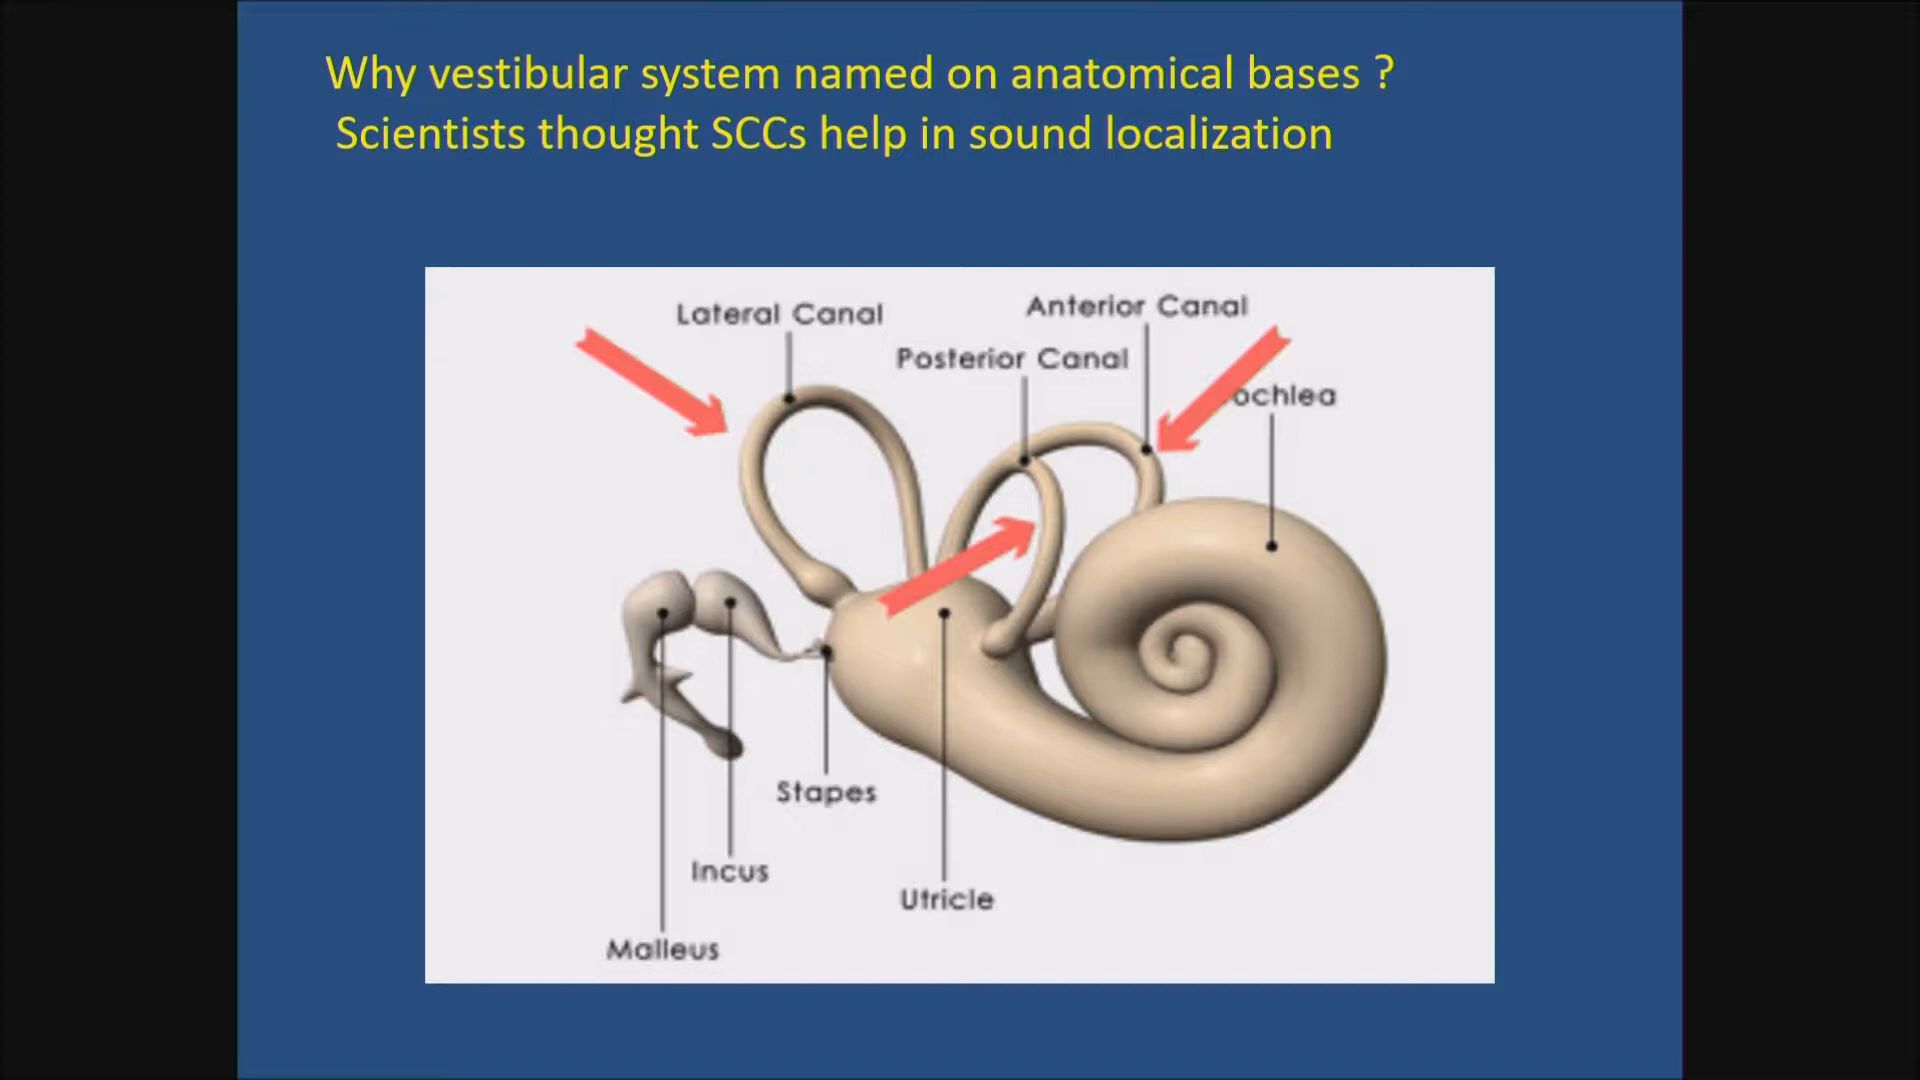 Why vestibular system named on anatomical bases ?
Scientists thought SCCs help in sound localization
Lateral Canal
Anterior Canal
Posterior Canal
ochlea
Stapes
Incus
Utricle
Malleus